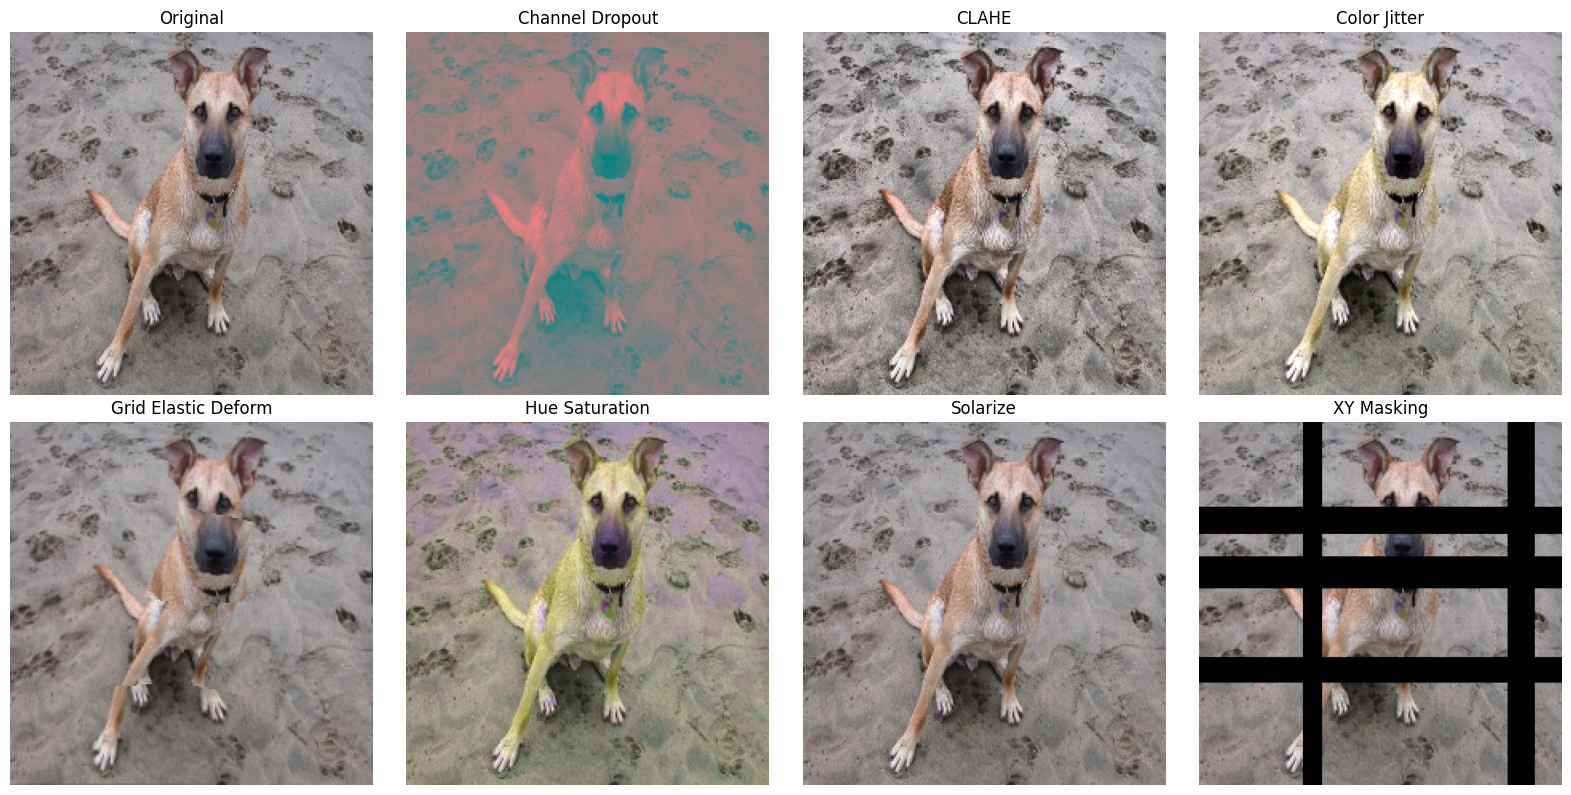 Original
Channel Dropout
CLAHE
Color Jitter
Grid Elastic Deform
Hue Saturation
Solarize
XY Masking